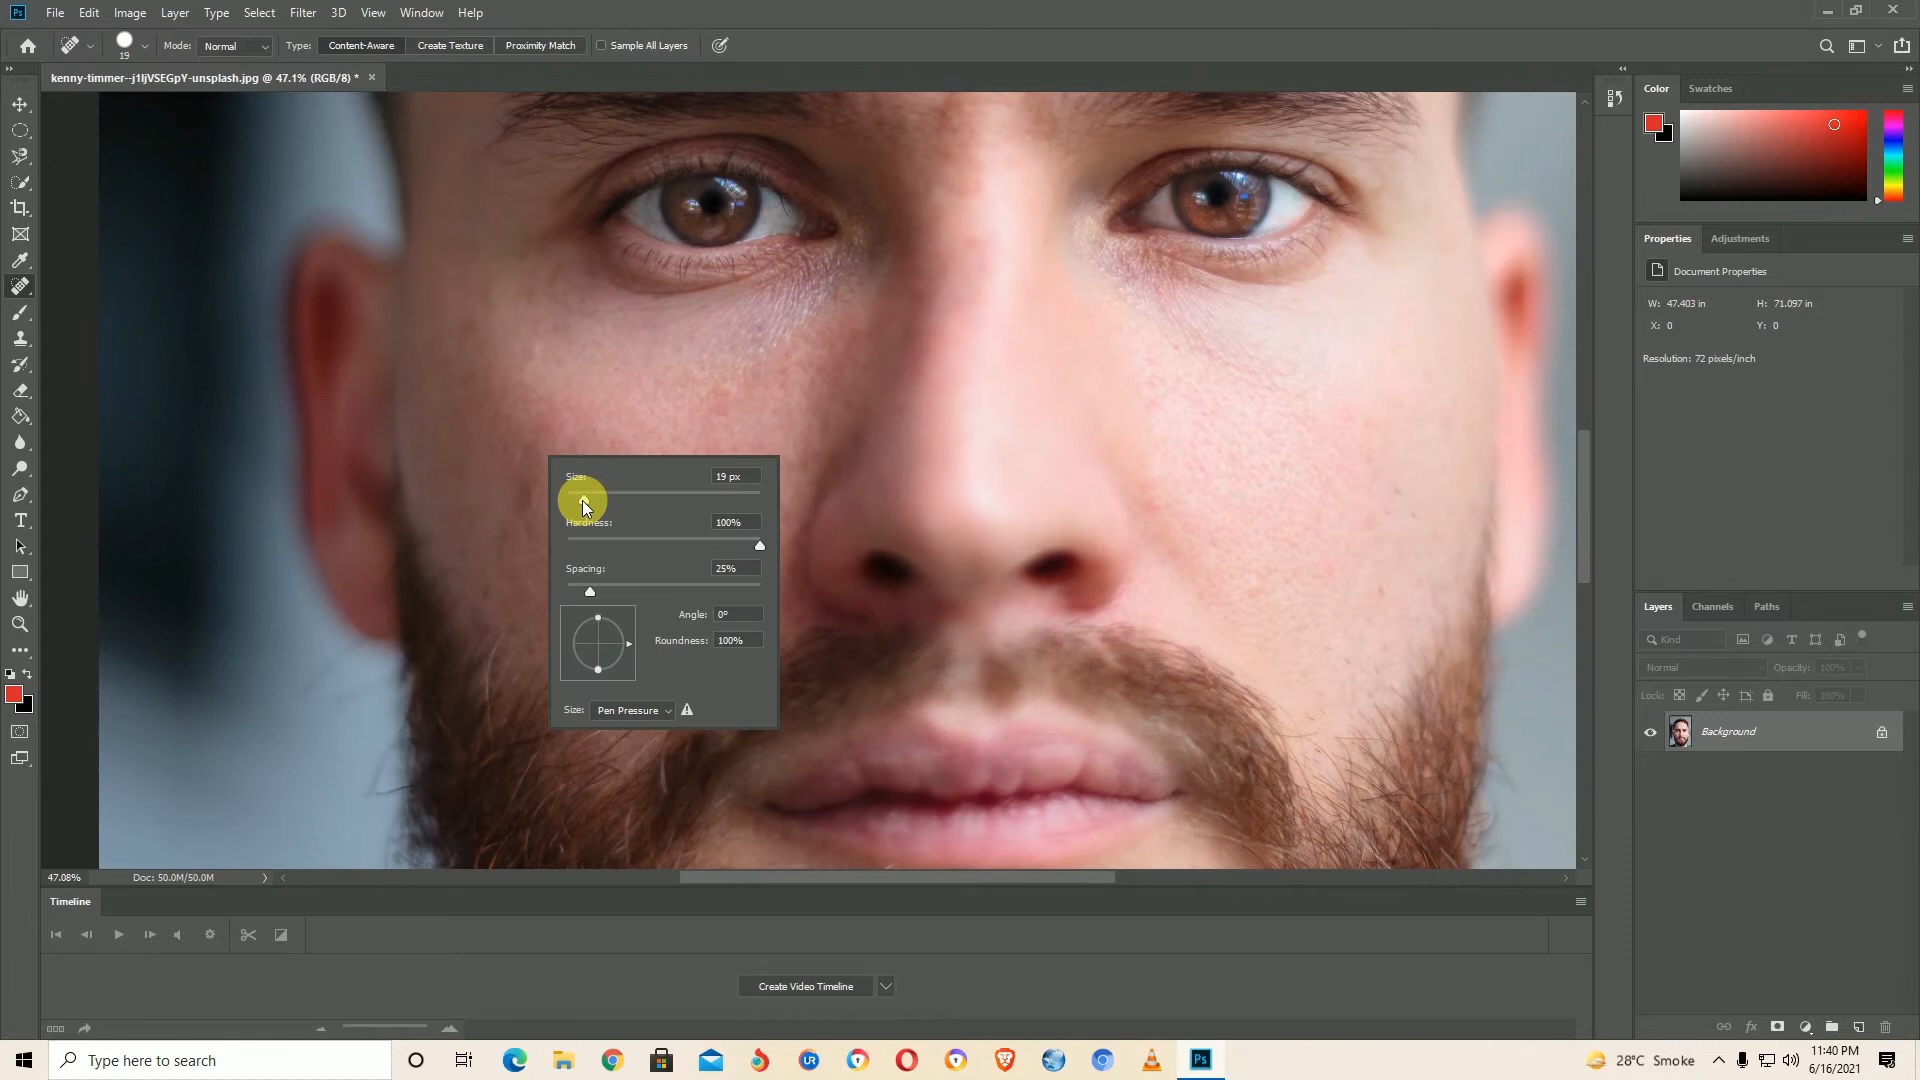 Ps File Edit Image Layer Type Select Filter 3D View Window Help
19 Mode: Normal Type: Content-Aware Create Texture Proximity Match Sample All Layers
kenny-timmer--j1ljVSEGpY-unsplash.jpg @ 47.1% (RGB/8) * ×
Color Swatches
Properties Adjustments
Document Properties
W: 47.403 in H: 71.097 in
X: 0 Y: 0
Resolution: 72 pixels/inch
Size: 19 px
Hardness: 100%
Spacing: 25%
Angle: 0°
Roundness: 100%
Size: Pen Pressure
Layers Channels Paths
Kind
Normal Opacity: 100%
Lock: Fill: 100%
Background
47.08% Doc: 50.0M/50.0M
Timeline
Create Video Timeline
Type here to search
UR
Ps
28°C Smoke
11:40 PM
6/16/2021